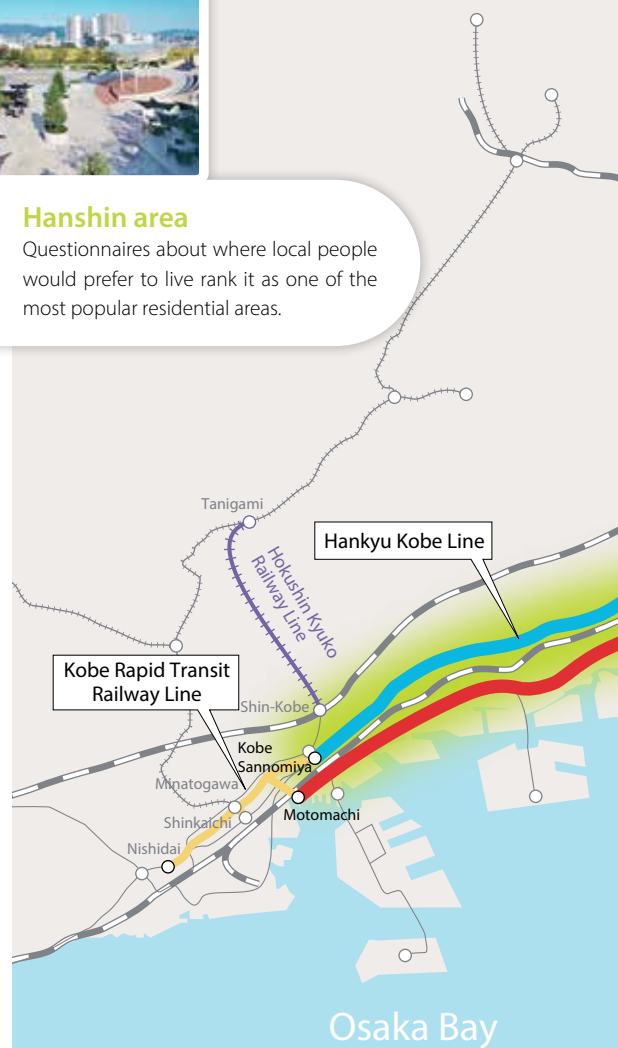 Hanshin area
Questionnaires about where local people
would prefer to live rank it as one of the
most popular residential areas.
Tanigami
Hankyu Kobe Line
Hokushin Kyuko
Railway Line
Kobe Rapid Transit
Railway Line
Shin-Kobe
Kobe
Sannomiya
Minatogawa
Motomachi
Shinkaichi
Nishidai
Osaka Bay